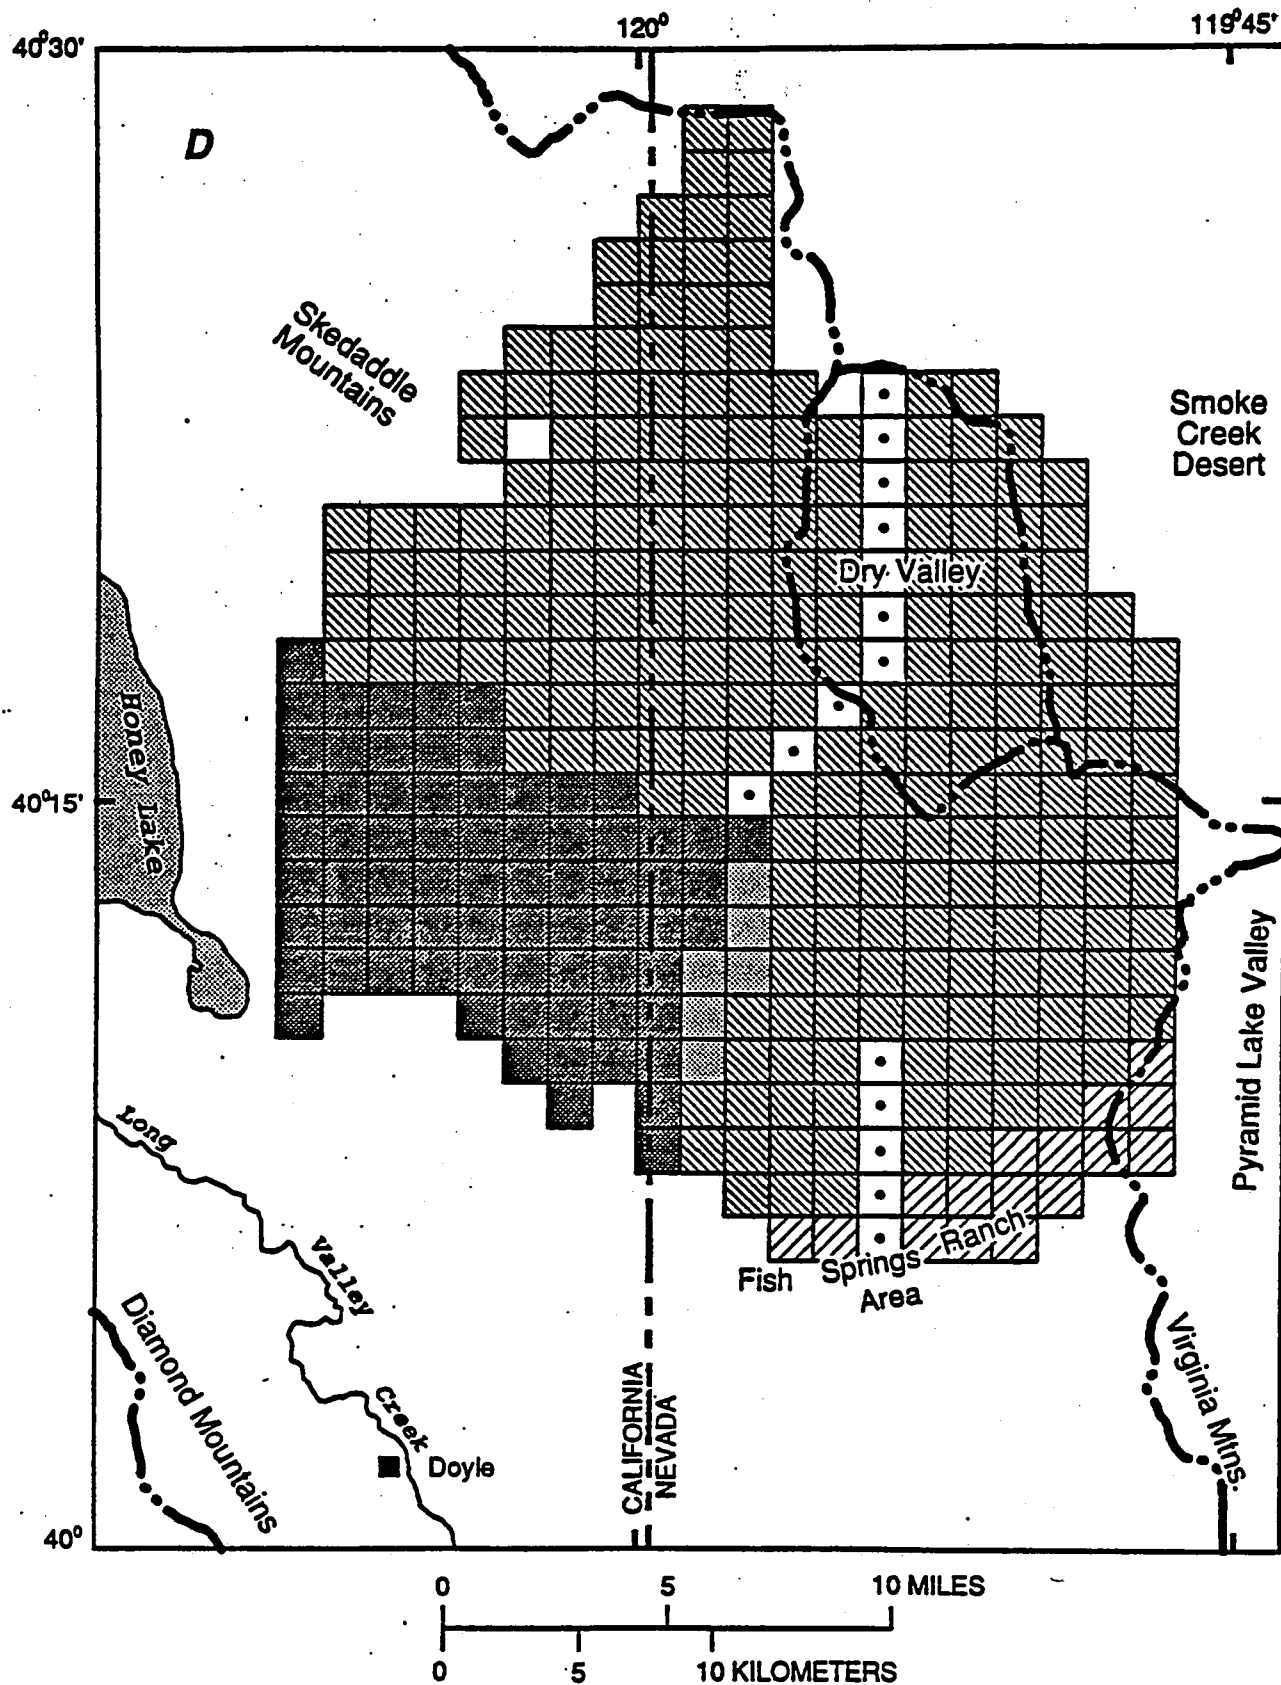 120°
119°45'
40°30'
D
Skedaddle
Mountains
Smoke
Creek
Desert
Dry Valley
Honey Lake
40°15'
Pyramid Lake Valley
Long
Valley
Creek
Fish Springs Ranch
Area
Diamond Mountains
Virginia Mtns.
CALIFORNIA
NEVADA
Doyle
40°
0 5 10 MILES
0 5 10 KILOMETERS